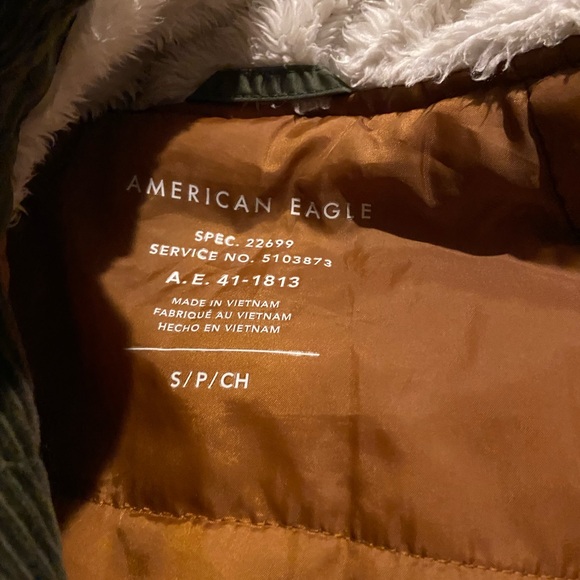 AMERICAN EAGLE
SPEC. 22699
SERVICE NO. 5103873
A.E. 41-1813
MADE IN VIETNAM
FABRIQUÉ AU VIETNAM
HECHO EN VIETNAM
S/P/CH